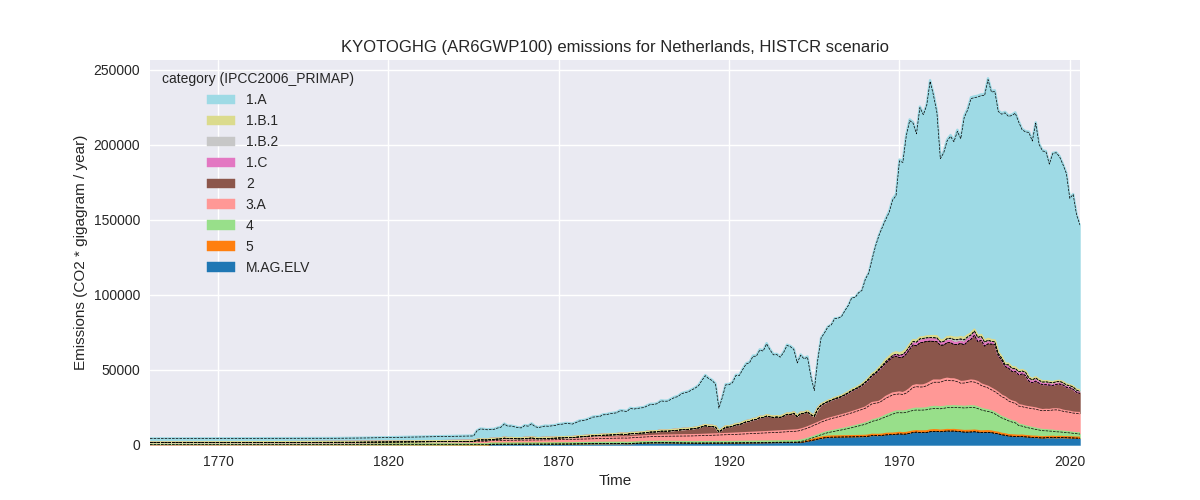 KYOTOGHG (AR6GWP100) emissions for Netherlands, HISTCR scenario
Emissions (CO2 * gigagram / year)
250000
200000
150000
100000
50000
0
category (IPCC2006_PRIMAP)
1.A
1.B.1
1.B.2
1.C
2
3.A
4
5
M.AG.ELV
1770
1820
1870
1920
1970
2020
Time